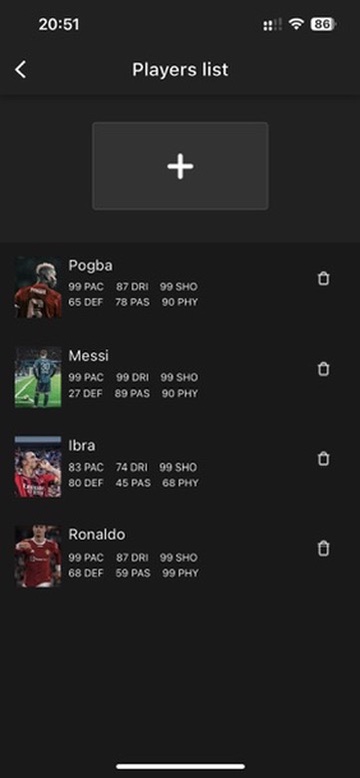 20:51
86
Players list
Pogba
99 PAC 87 DRI 99 SHO
65 DEF 78 PAS 90 PHY
Messi
99 PAC 99 DRI 99 SHO
27 DEF 89 PAS 90 PHY
Ibra
83 PAC 74 DRI 99 SHO
80 DEF 45 PAS 68 PHY
Ronaldo
99 PAC 87 DRI 99 SHO
68 DEF 59 PAS 99 PHY